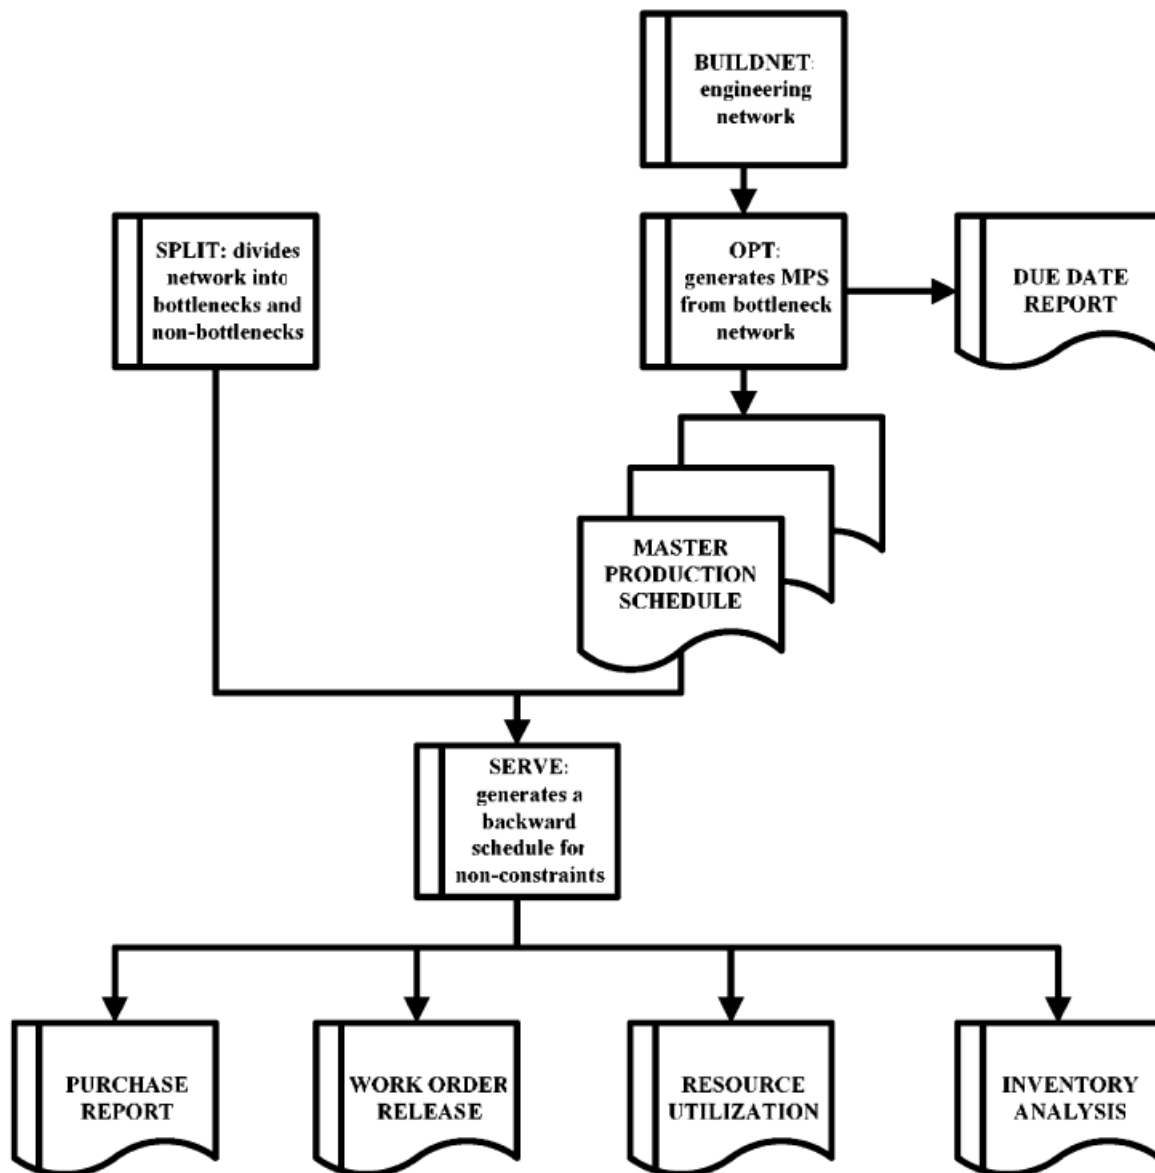 BUILDNET:
engineering
network
SPLIT: divides
network into
bottlenecks and
non-bottlenecks
OPT:
generates MPS
from bottleneck
network
DUE DATE
REPORT
MASTER
PRODUCTION
SCHEDULE
SERVE:
generates a
backward
schedule for
non-constraints
PURCHASE
REPORT
WORK ORDER
RELEASE
RESOURCE
UTILIZATION
INVENTORY
ANALYSIS